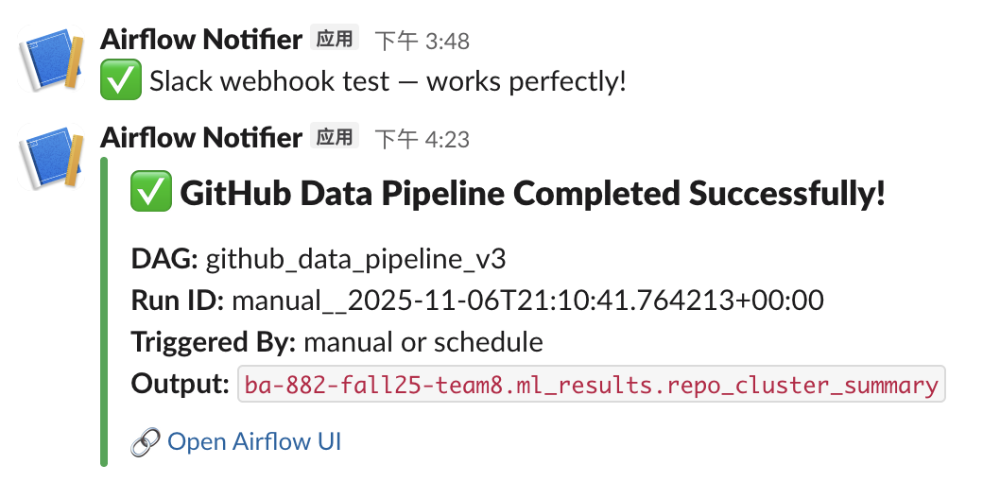 Airflow Notifier 应用 下午 3:48
✅ Slack webhook test — works perfectly!
Airflow Notifier 应用 下午 4:23
✅ GitHub Data Pipeline Completed Successfully!
DAG: github_data_pipeline_v3
Run ID: manual__2025-11-06T21:10:41.764213+00:00
Triggered By: manual or schedule
Output: ba-882-fall25-team8.ml_results.repo_cluster_summary
🔗 Open Airflow UI